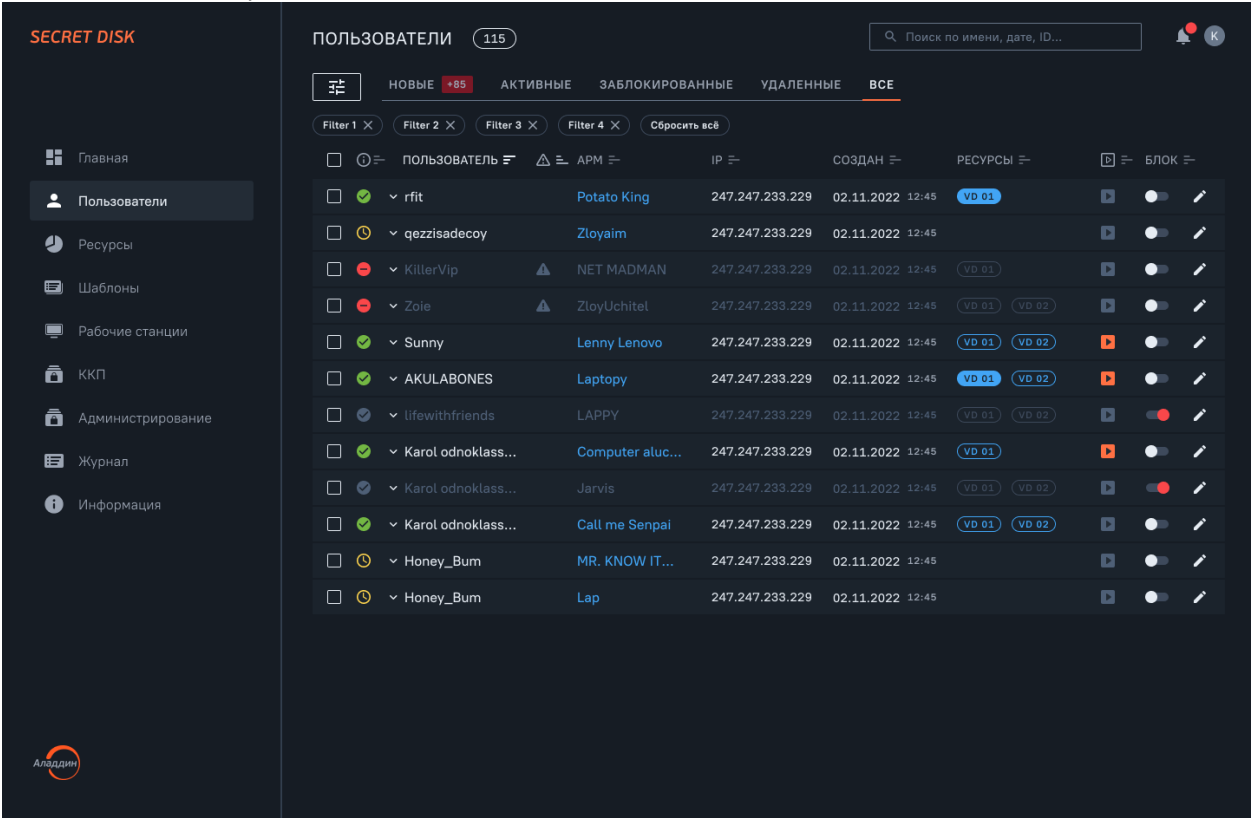 SECRET DISK
ПОЛЬЗОВАТЕЛИ 115
Поиск по имени, дате, ID...
K
НОВЫЕ +85 АКТИВНЫЕ ЗАБЛОКИРОВАННЫЕ УДАЛЕННЫЕ ВСЕ
Filter 1 Filter 2 Filter 3 Filter 4 Сбросить всё
Главная
Пользователи
Ресурсы
Шаблоны
Рабочие станции
ККП
Администрирование
Журнал
Информация
Аладдин
ПОЛЬЗОВАТЕЛЬ АРМ IP СОЗДАН РЕСУРСЫ БЛОК
rfit Potato King 247.247.233.229 02.11.2022 12:45 VD 01
qezzisadecoy Zloyaim 247.247.233.229 02.11.2022 12:45
KillerVip NET MADMAN 247.247.233.229 02.11.2022 12:45 VD 01
Zoie ZloyUchitel 247.247.233.229 02.11.2022 12:45 VD 01 VD 02
Sunny Lenny Lenovo 247.247.233.229 02.11.2022 12:45 VD 01 VD 02
AKULABONES Laptopy 247.247.233.229 02.11.2022 12:45 VD 01 VD 02
lifewithfriends LAPPY 247.247.233.229 02.11.2022 12:45 VD 01 VD 02
Karol odnoklass... Computer aluc... 247.247.233.229 02.11.2022 12:45 VD 01
Karol odnoklass... Jarvis 247.247.233.229 02.11.2022 12:45 VD 01 VD 02
Karol odnoklass... Call me Senpai 247.247.233.229 02.11.2022 12:45 VD 01 VD 02
Honey_Bum MR. KNOW IT... 247.247.233.229 02.11.2022 12:45
Honey_Bum Lap 247.247.233.229 02.11.2022 12:45